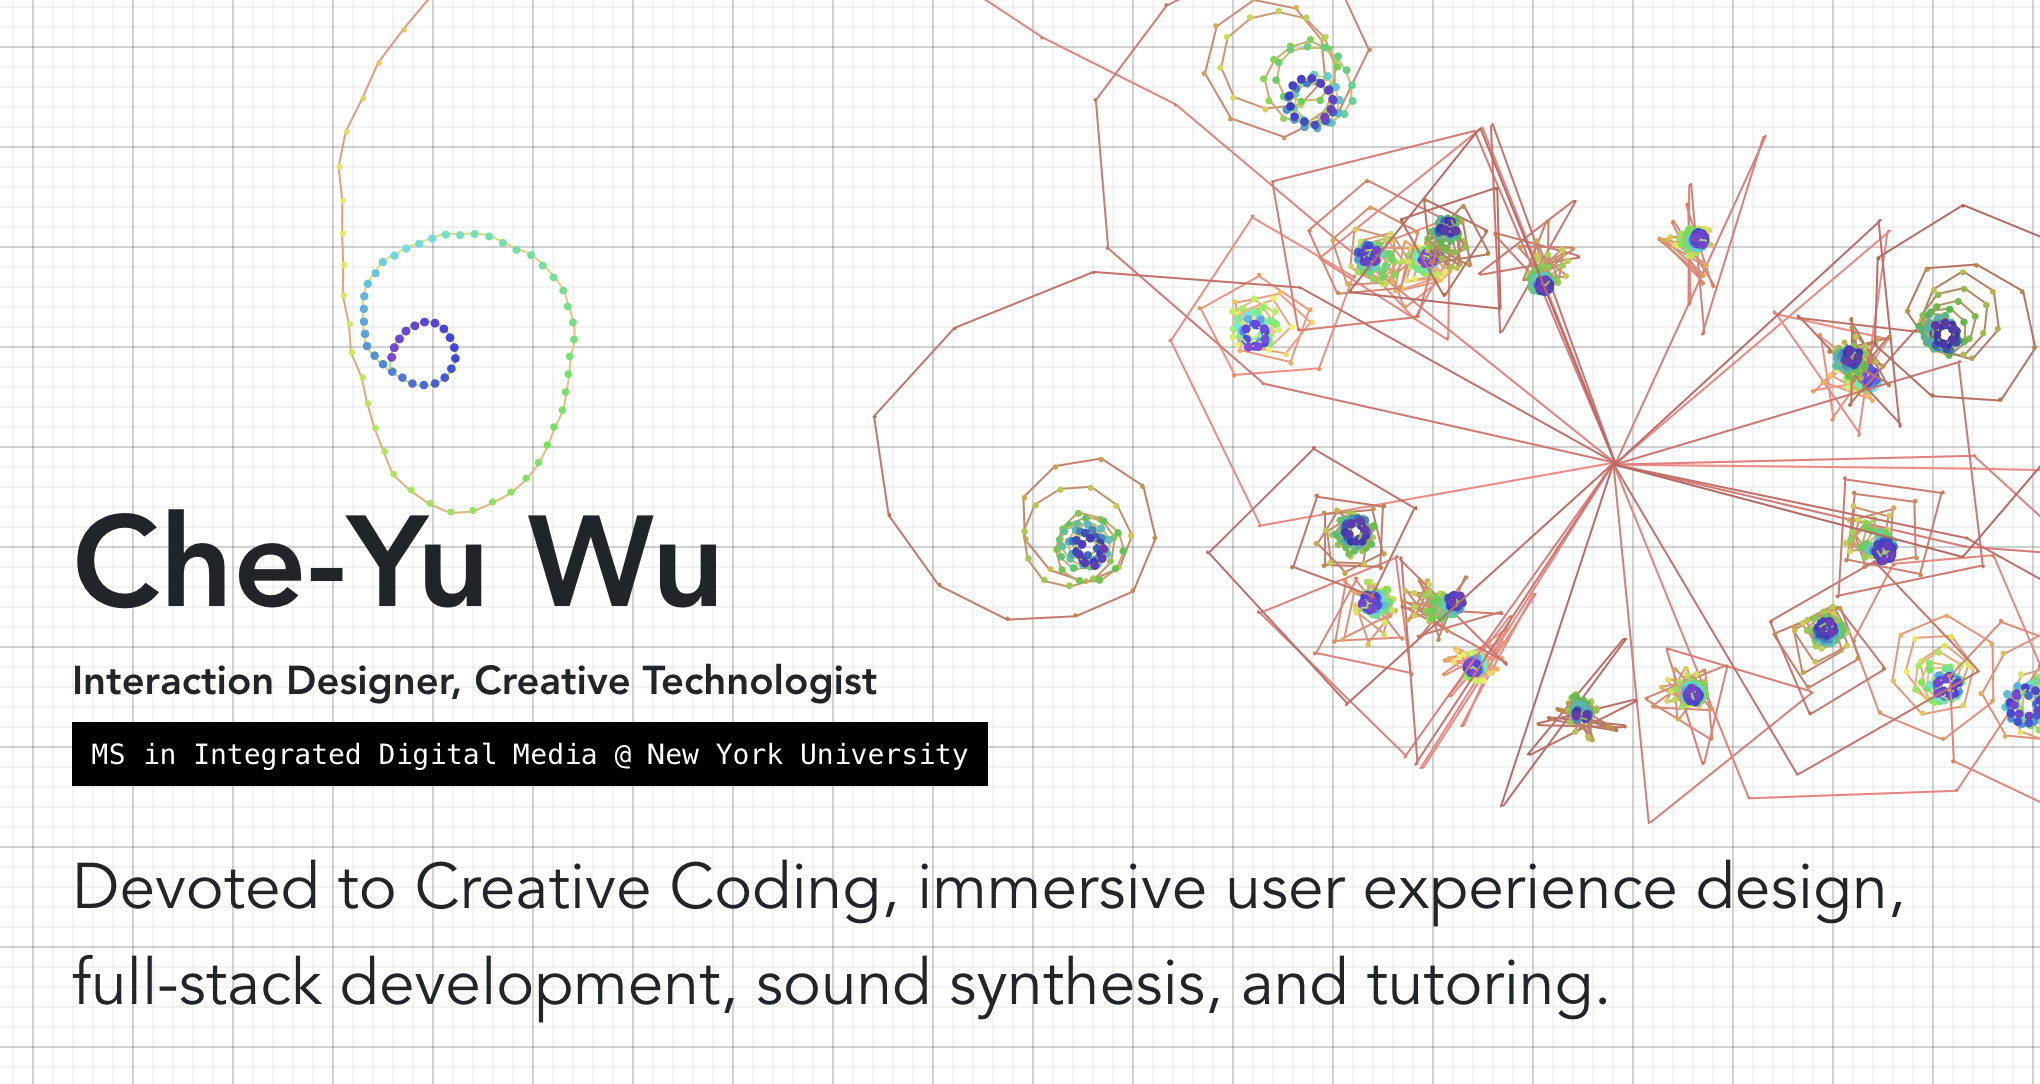 Che-Yu Wu
Interaction Designer, Creative Technologist
MS in Integrated Digital Media @ New York University
Devoted to Creative Coding, immersive user experience design,
full-stack development, sound synthesis, and tutoring.